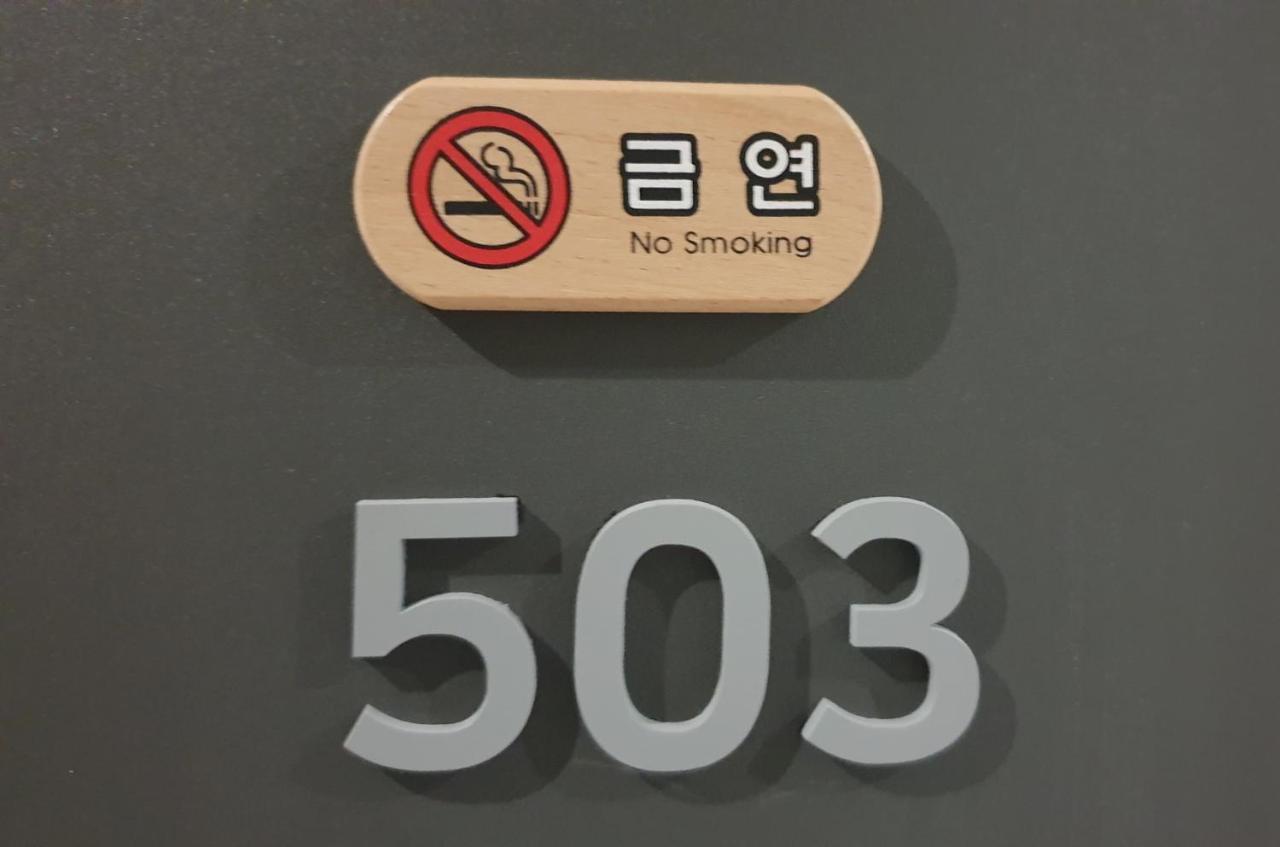 금 연
No Smoking
503